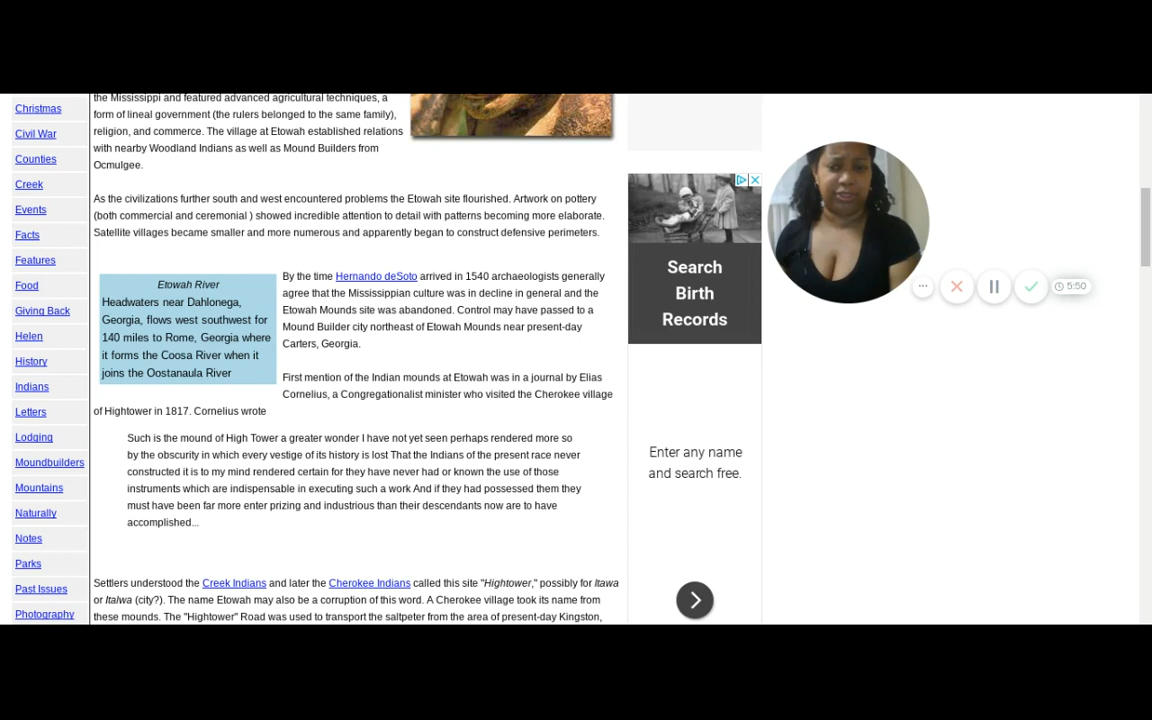 Christmas
Civil War
Counties
Creek
Events
Facts
Features
Food
Giving Back
Helen
History
Indians
Letters
Lodging
Moundbuilders
Mountains
Naturally
Notes
Parks
Past Issues
Photography
the Mississippi and featured advanced agricultural techniques, a
form of lineal government (the rulers belonged to the same family),
religion, and commerce. The village at Etowah established relations
with nearby Woodland Indians as well as Mound Builders from
Ocmulgee.
As the civilizations further south and west encountered problems the Etowah site flourished. Artwork on pottery
(both commercial and ceremonial ) showed incredible attention to detail with patterns becoming more elaborate.
Satellite villages became smaller and more numerous and apparently began to construct defensive perimeters.
Etowah River
Headwaters near Dahlonega,
Georgia, flows west southwest for
140 miles to Rome, Georgia where
it forms the Coosa River when it
joins the Oostanaula River
By the time Hernando deSoto arrived in 1540 archaeologists generally
agree that the Mississippian culture was in decline in general and the
Etowah Mounds site was abandoned. Control may have passed to a
Mound Builder city northeast of Etowah Mounds near present-day
Carters, Georgia.
First mention of the Indian mounds at Etowah was in a journal by Elias
Cornelius, a Congregationalist minister who visited the Cherokee village
of Hightower in 1817. Cornelius wrote
Such is the mound of High Tower a greater wonder I have not yet seen perhaps rendered more so
by the obscurity in which every vestige of its history is lost That the Indians of the present race never
constructed it is to my mind rendered certain for they have never had or known the use of those
instruments which are indispensable in executing such a work And if they had possessed them they
must have been far more enter prizing and industrious than their descendants now are to have
accomplished...
Settlers understood the Creek Indians and later the Cherokee Indians called this site "Hightower," possibly for Itawa
or Italwa (city?). The name Etowah may also be a corruption of this word. A Cherokee village took its name from
these mounds. The "Hightower" Road was used to transport the saltpeter from the area of present-day Kingston,
Search
Birth
Records
Enter any name
and search free.
5:50